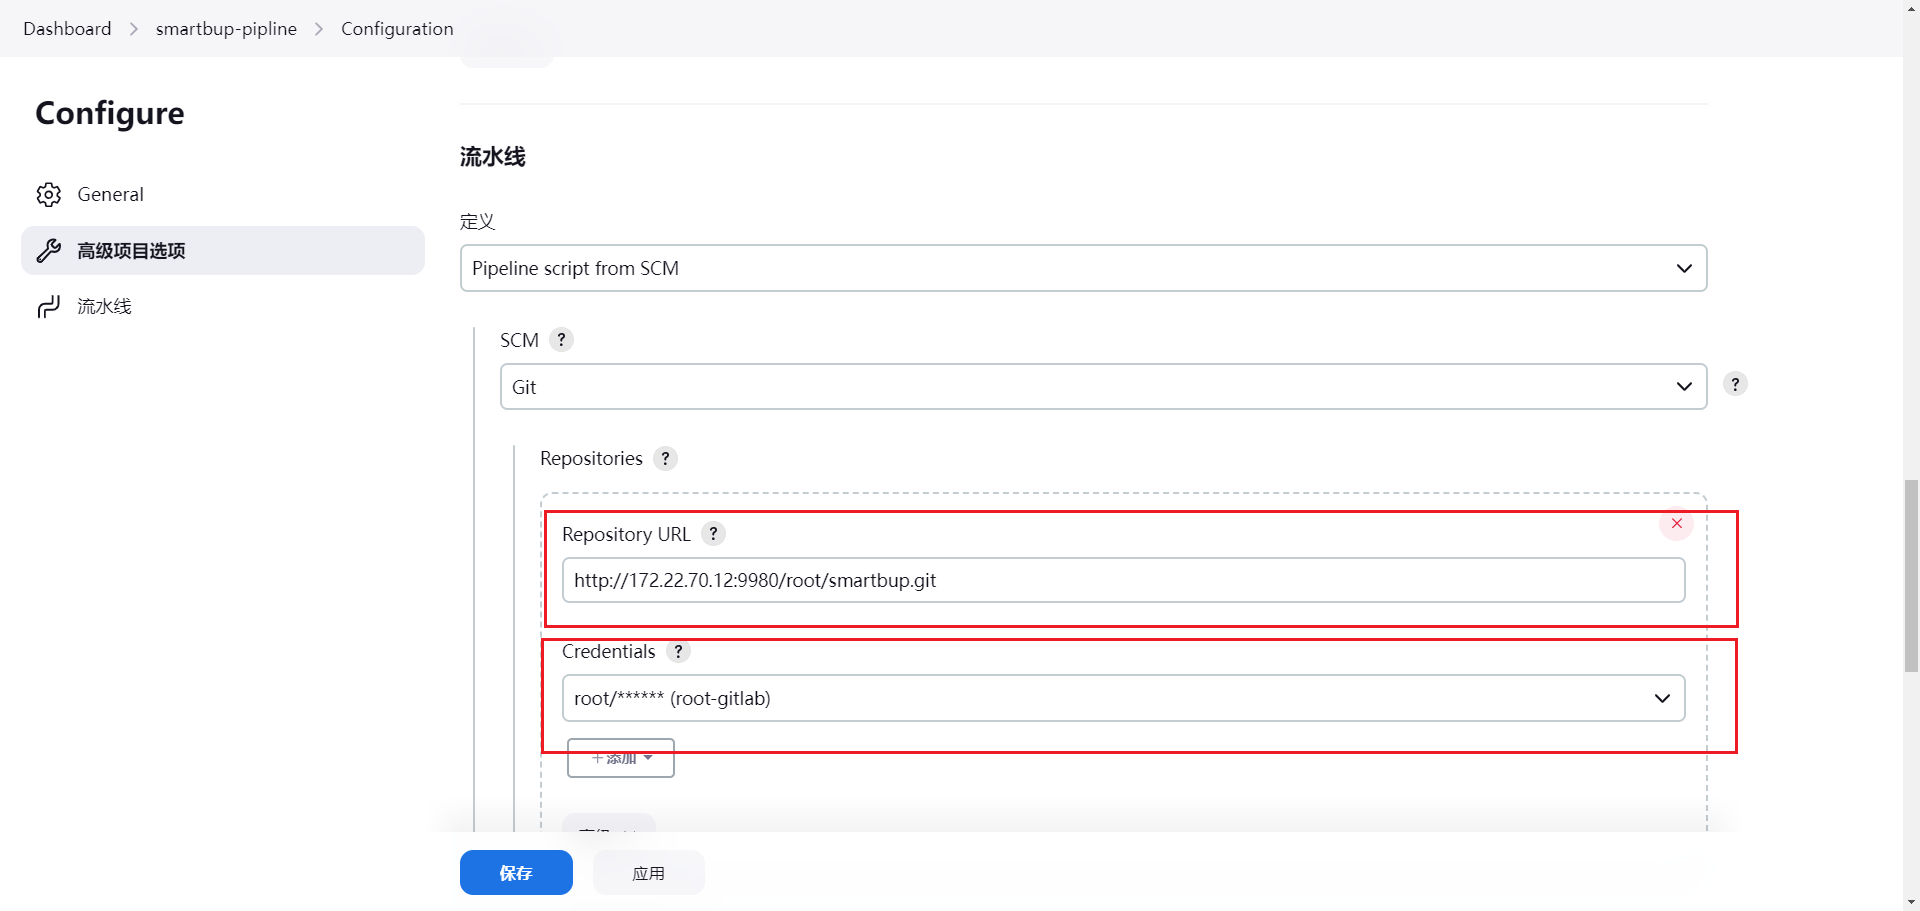 Dashboard > smartbup-pipline > Configuration
Configure
General
高级项目选项
流水线
流水线
定义
Pipeline script from SCM
SCM ?
Git
?
Repositories ?
Repository URL ?
http://172.22.70.12:9980/root/smartbup.git
Credentials ?
root/****** (root-gitlab)
+添加
高级
保存
应用